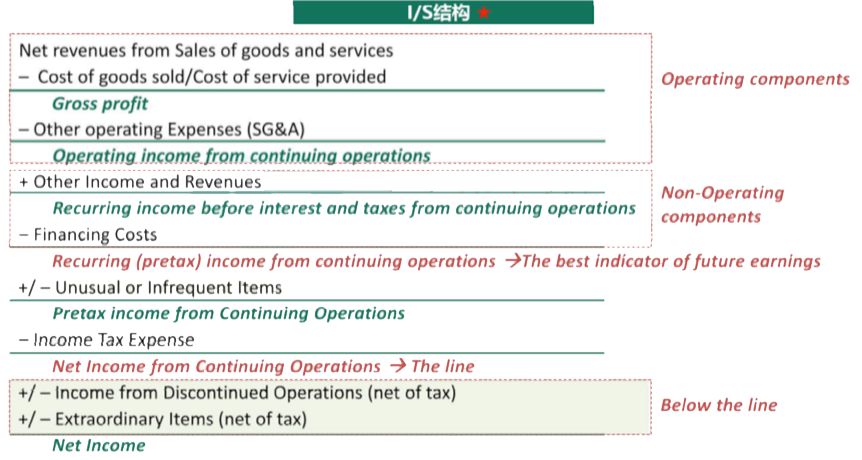 I/S结构 ★
Net revenues from Sales of goods and services
– Cost of goods sold/Cost of service provided
Operating components
Gross profit
– Other operating Expenses (SG&A)
Operating income from continuing operations
+ Other Income and Revenues
Non-Operating
components
Recurring income before interest and taxes from continuing operations
– Financing Costs
Recurring (pretax) income from continuing operations →The best indicator of future earnings
+/ – Unusual or Infrequent Items
Pretax income from Continuing Operations
– Income Tax Expense
Net Income from Continuing Operations → The line
+/ – Income from Discontinued Operations (net of tax)
Below the line
+/ – Extraordinary Items (net of tax)
Net Income